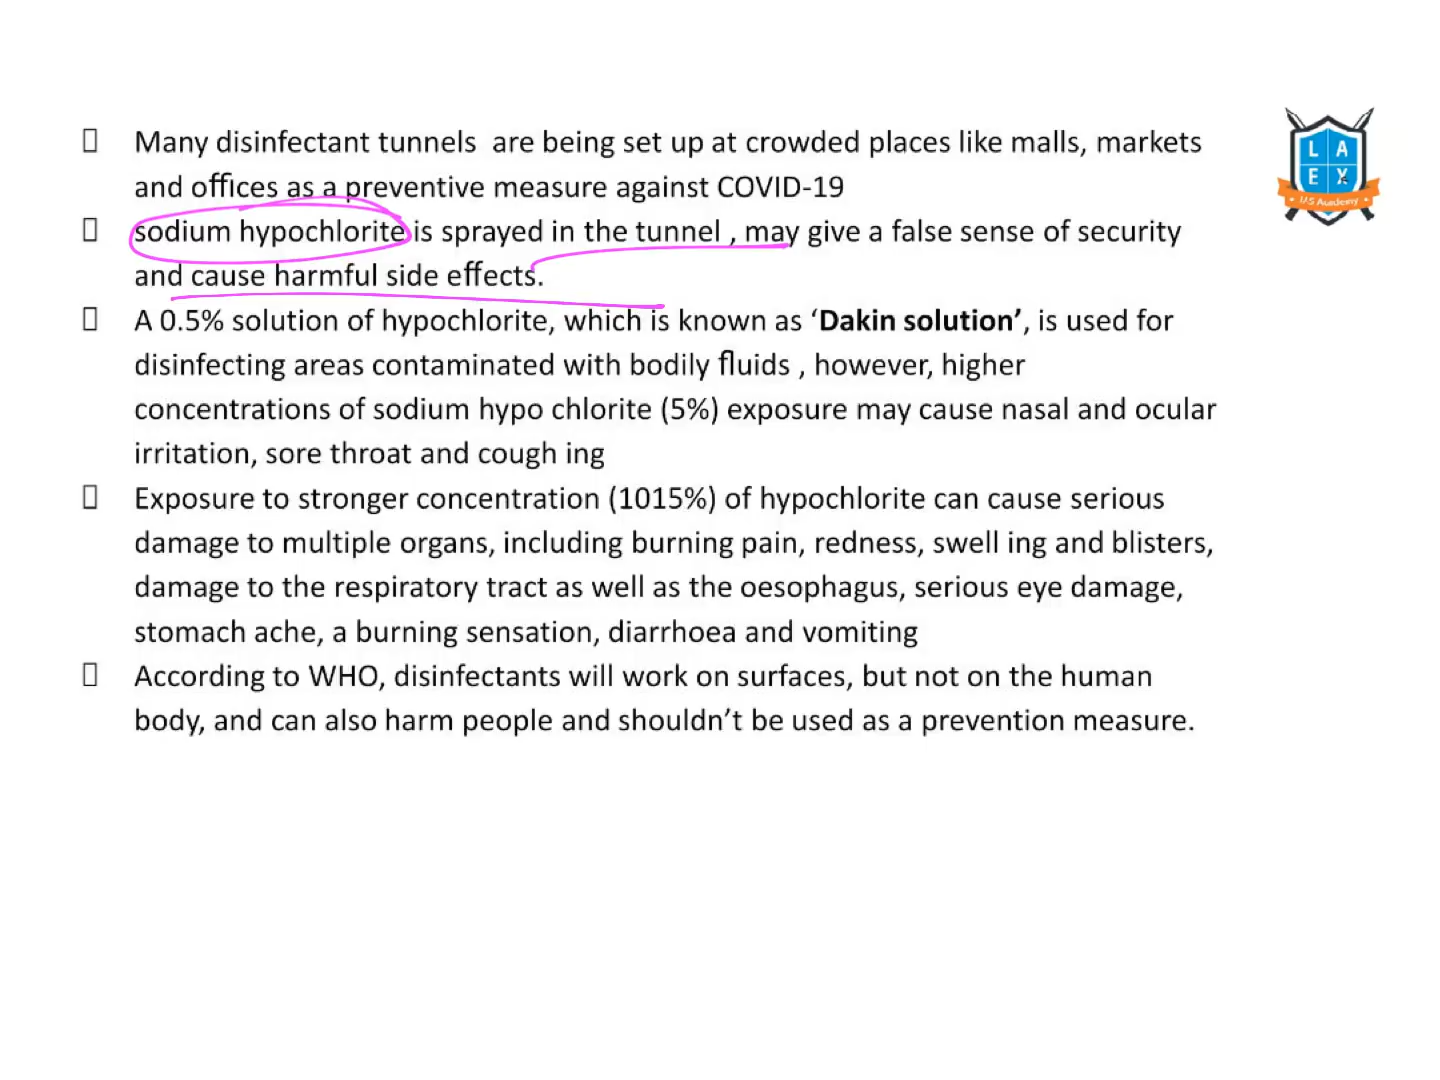 Many disinfectant tunnels are being set up at crowded places like malls, markets
and offices as a preventive measure against COVID-19
sodium hypochlorite is sprayed in the tunnel , may give a false sense of security
and cause harmful side effects.
A 0.5% solution of hypochlorite, which is known as ‘Dakin solution’, is used for
disinfecting areas contaminated with bodily fluids , however, higher
concentrations of sodium hypo chlorite (5%) exposure may cause nasal and ocular
irritation, sore throat and cough ing
Exposure to stronger concentration (1015%) of hypochlorite can cause serious
damage to multiple organs, including burning pain, redness, swell ing and blisters,
damage to the respiratory tract as well as the oesophagus, serious eye damage,
stomach ache, a burning sensation, diarrhoea and vomiting
According to WHO, disinfectants will work on surfaces, but not on the human
body, and can also harm people and shouldn’t be used as a prevention measure.
L A
E X
IAS Academy